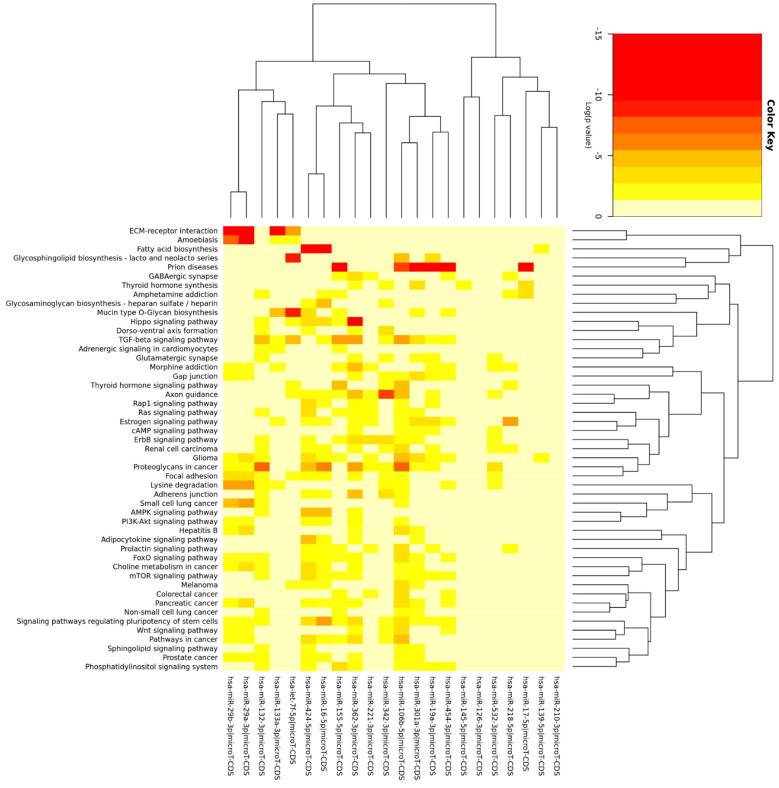 Color Key
-15
-10
-5
0
Log(p value)
ECM-receptor interaction
Amoebiasis
Fatty acid biosynthesis
Glycosphingolipid biosynthesis - lacto and neolacto series
Prion diseases
GABAergic synapse
Thyroid hormone synthesis
Amphetamine addiction
Glycosaminoglycan biosynthesis - heparan sulfate / heparin
Mucin type O-Glycan biosynthesis
Hippo signaling pathway
Dorso-ventral axis formation
TGF-beta signaling pathway
Adrenergic signaling in cardiomyocytes
Glutamatergic synapse
Morphine addiction
Gap junction
Thyroid hormone signaling pathway
Axon guidance
Rap1 signaling pathway
Ras signaling pathway
Estrogen signaling pathway
cAMP signaling pathway
ErbB signaling pathway
Renal cell carcinoma
Glioma
Proteoglycans in cancer
Focal adhesion
Lysine degradation
Adherens junction
Small cell lung cancer
AMPK signaling pathway
PI3K-Akt signaling pathway
Hepatitis B
Adipocytokine signaling pathway
Prolactin signaling pathway
FoxO signaling pathway
Choline metabolism in cancer
mTOR signaling pathway
Melanoma
Colorectal cancer
Pancreatic cancer
Non-small cell lung cancer
Signaling pathways regulating pluripotency of stem cells
Wnt signaling pathway
Pathways in cancer
Sphingolipid signaling pathway
Prostate cancer
Phosphatidylinositol signaling system
hsa-miR-29b-3p|microT-CDS
hsa-miR-29a-3p|microT-CDS
hsa-miR-132-3p|microT-CDS
hsa-miR-133a-3p|microT-CDS
hsa-let-7f-5p|microT-CDS
hsa-miR-424-5p|microT-CDS
hsa-miR-16-5p|microT-CDS
hsa-miR-155-5p|microT-CDS
hsa-miR-362-3p|microT-CDS
hsa-miR-221-3p|microT-CDS
hsa-miR-342-3p|microT-CDS
hsa-miR-106b-5p|microT-CDS
hsa-miR-301a-3p|microT-CDS
hsa-miR-19a-3p|microT-CDS
hsa-miR-454-3p|microT-CDS
hsa-miR-145-5p|microT-CDS
hsa-miR-126-3p|microT-CDS
hsa-miR-532-3p|microT-CDS
hsa-miR-218-5p|microT-CDS
hsa-miR-17-5p|microT-CDS
hsa-miR-139-5p|microT-CDS
hsa-miR-210-3p|microT-CDS